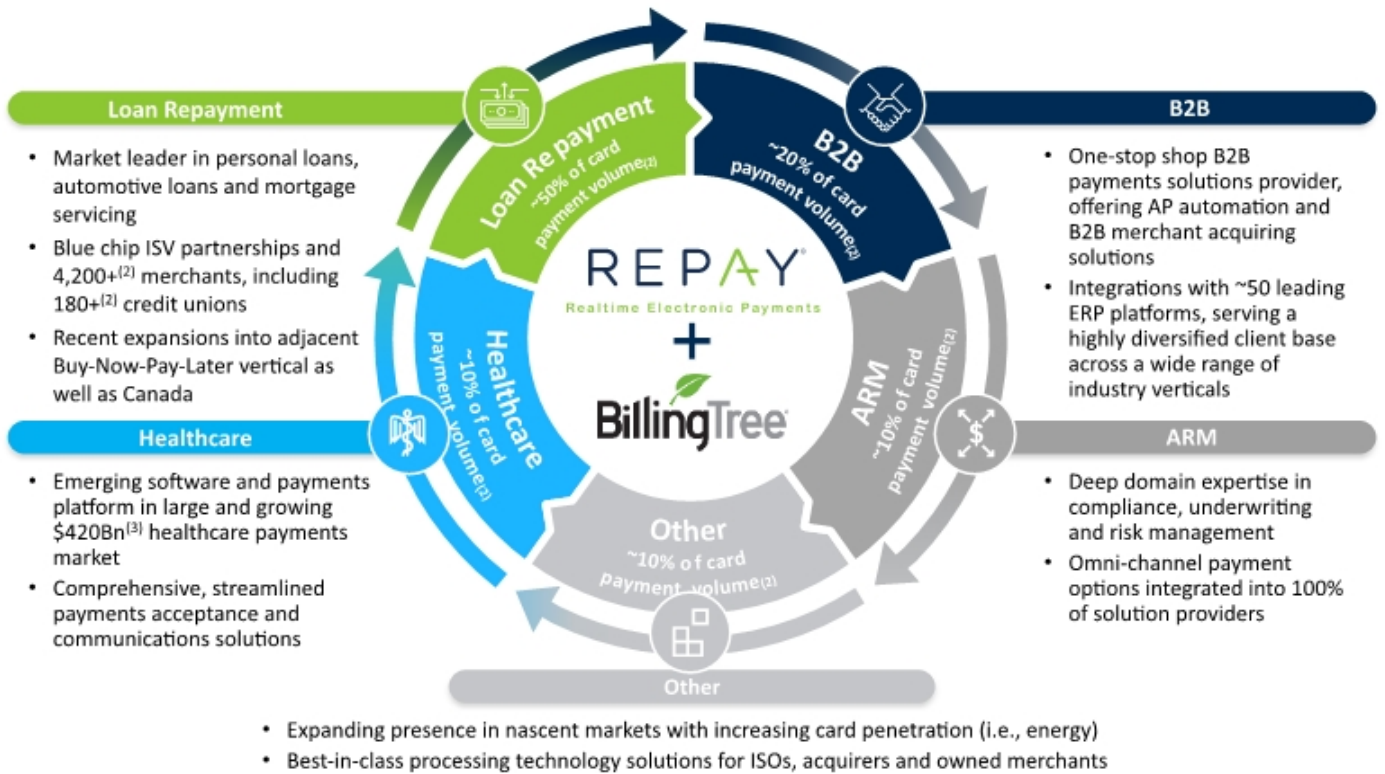 Loan Repayment
• Market leader in personal loans,
automotive loans and mortgage
servicing
• Blue chip ISV partnerships and
4,200+(2) merchants, including
180+(2) credit unions
• Recent expansions into adjacent
Buy-Now-Pay-Later vertical as
well as Canada
Healthcare
• Emerging software and payments
platform in large and growing
$420Bn(3) healthcare payments
market
• Comprehensive, streamlined
payments acceptance and
communications solutions
Loan Repayment
~50% of card
payment volume(2)
B2B
~20% of card
payment volume(2)
ARM
~10% of card
payment volume(2)
Other
~10% of card
payment volume(2)
Healthcare
~10% of card
payment volume(2)
REPAY®
Realtime Electronic Payments
+
BillingTree
B2B
• One-stop shop B2B
payments solutions provider,
offering AP automation and
B2B merchant acquiring
solutions
• Integrations with ~50 leading
ERP platforms, serving a
highly diversified client base
across a wide range of
industry verticals
ARM
• Deep domain expertise in
compliance, underwriting
and risk management
• Omni-channel payment
options integrated into 100%
of solution providers
Other
• Expanding presence in nascent markets with increasing card penetration (i.e., energy)
• Best-in-class processing technology solutions for ISOs, acquirers and owned merchants